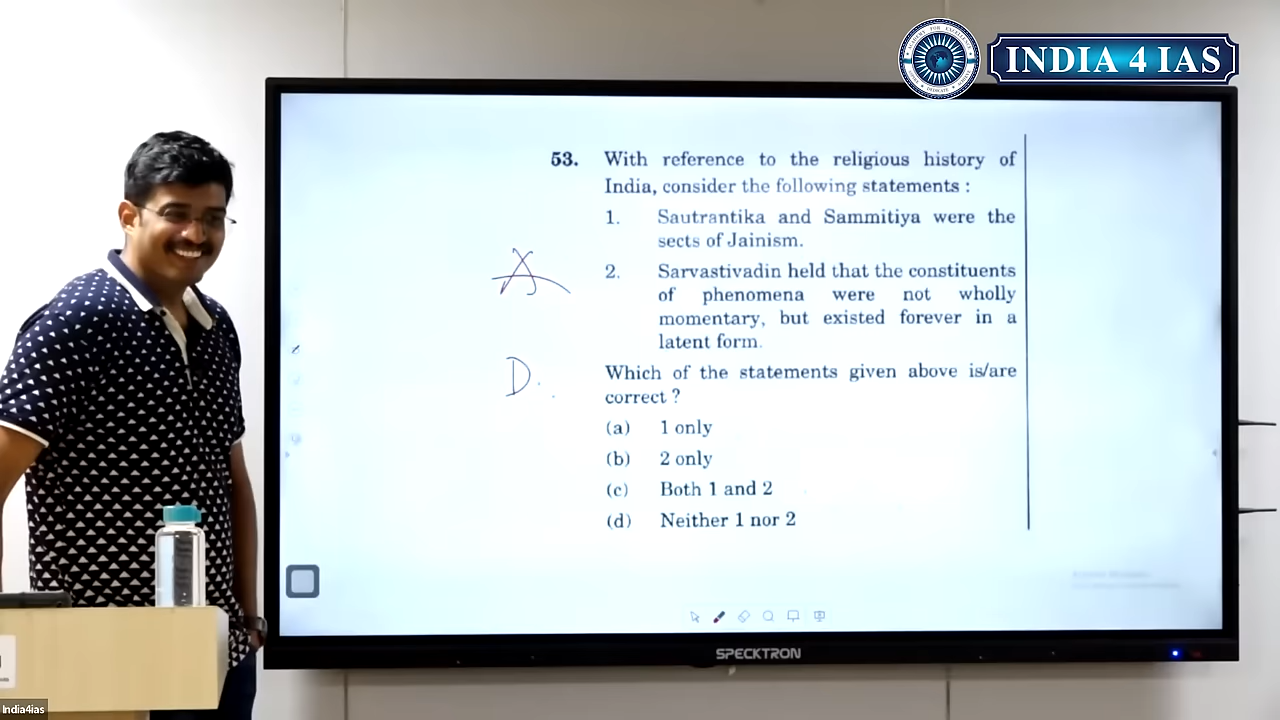 INDIA 4 IAS
53. With reference to the religious history of
India, consider the following statements :
1. Sautrantika and Sammitiya were the
sects of Jainism.
2. Sarvastivadin held that the constituents
of phenomena were not wholly
momentary, but existed forever in a
latent form.
Which of the statements given above is/are
correct ?
(a) 1 only
(b) 2 only
(c) Both 1 and 2
(d) Neither 1 nor 2
D.
SPECKTRON
India4ias